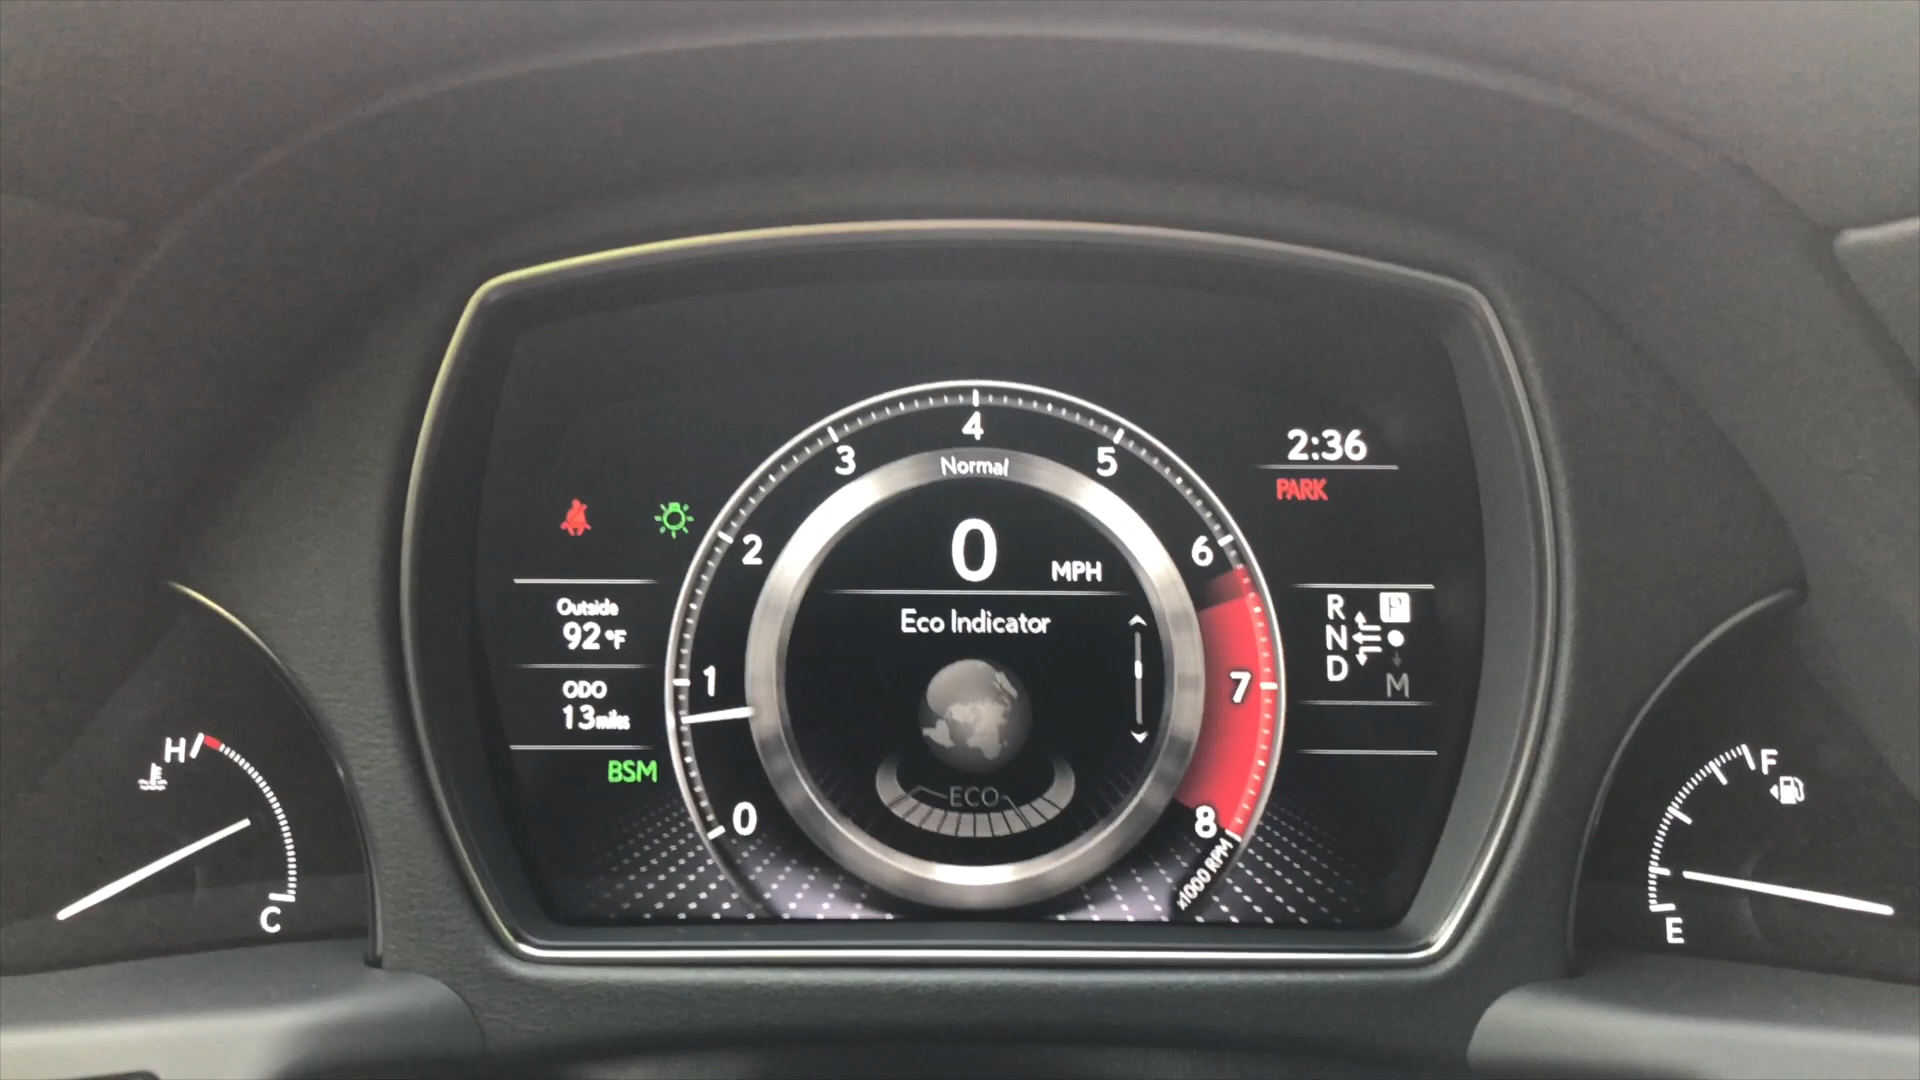 4
3
5
Normal
2:36
PARK
2
6
0
MPH
Outside
92°F
Eco Indicator
R P
N
D
M
1
7
ODO
13 miles
BSM
H
C
0
8
ECO
x1000 RPM
F
E